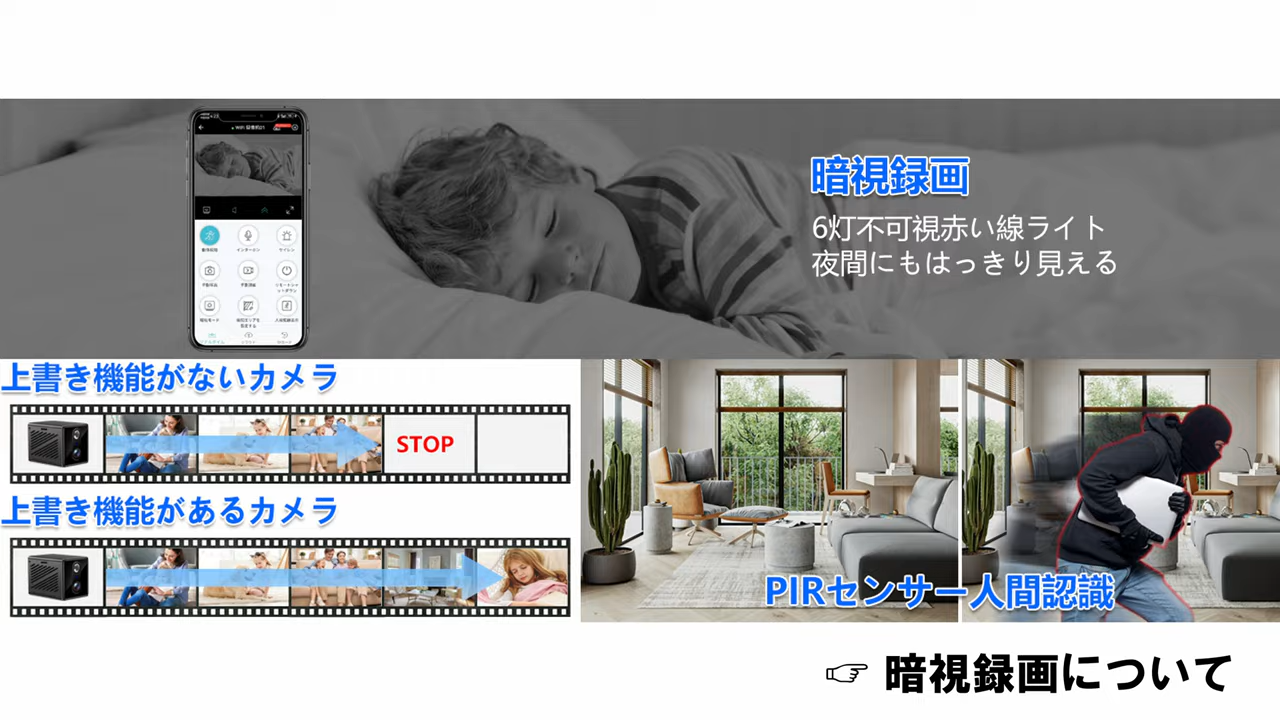 暗視録画
6灯不可視赤い線ライト
夜間にもはっきり見える
上書き機能がないカメラ
STOP
上書き機能があるカメラ
PIRセンサー人間認識
☞ 暗視録画について